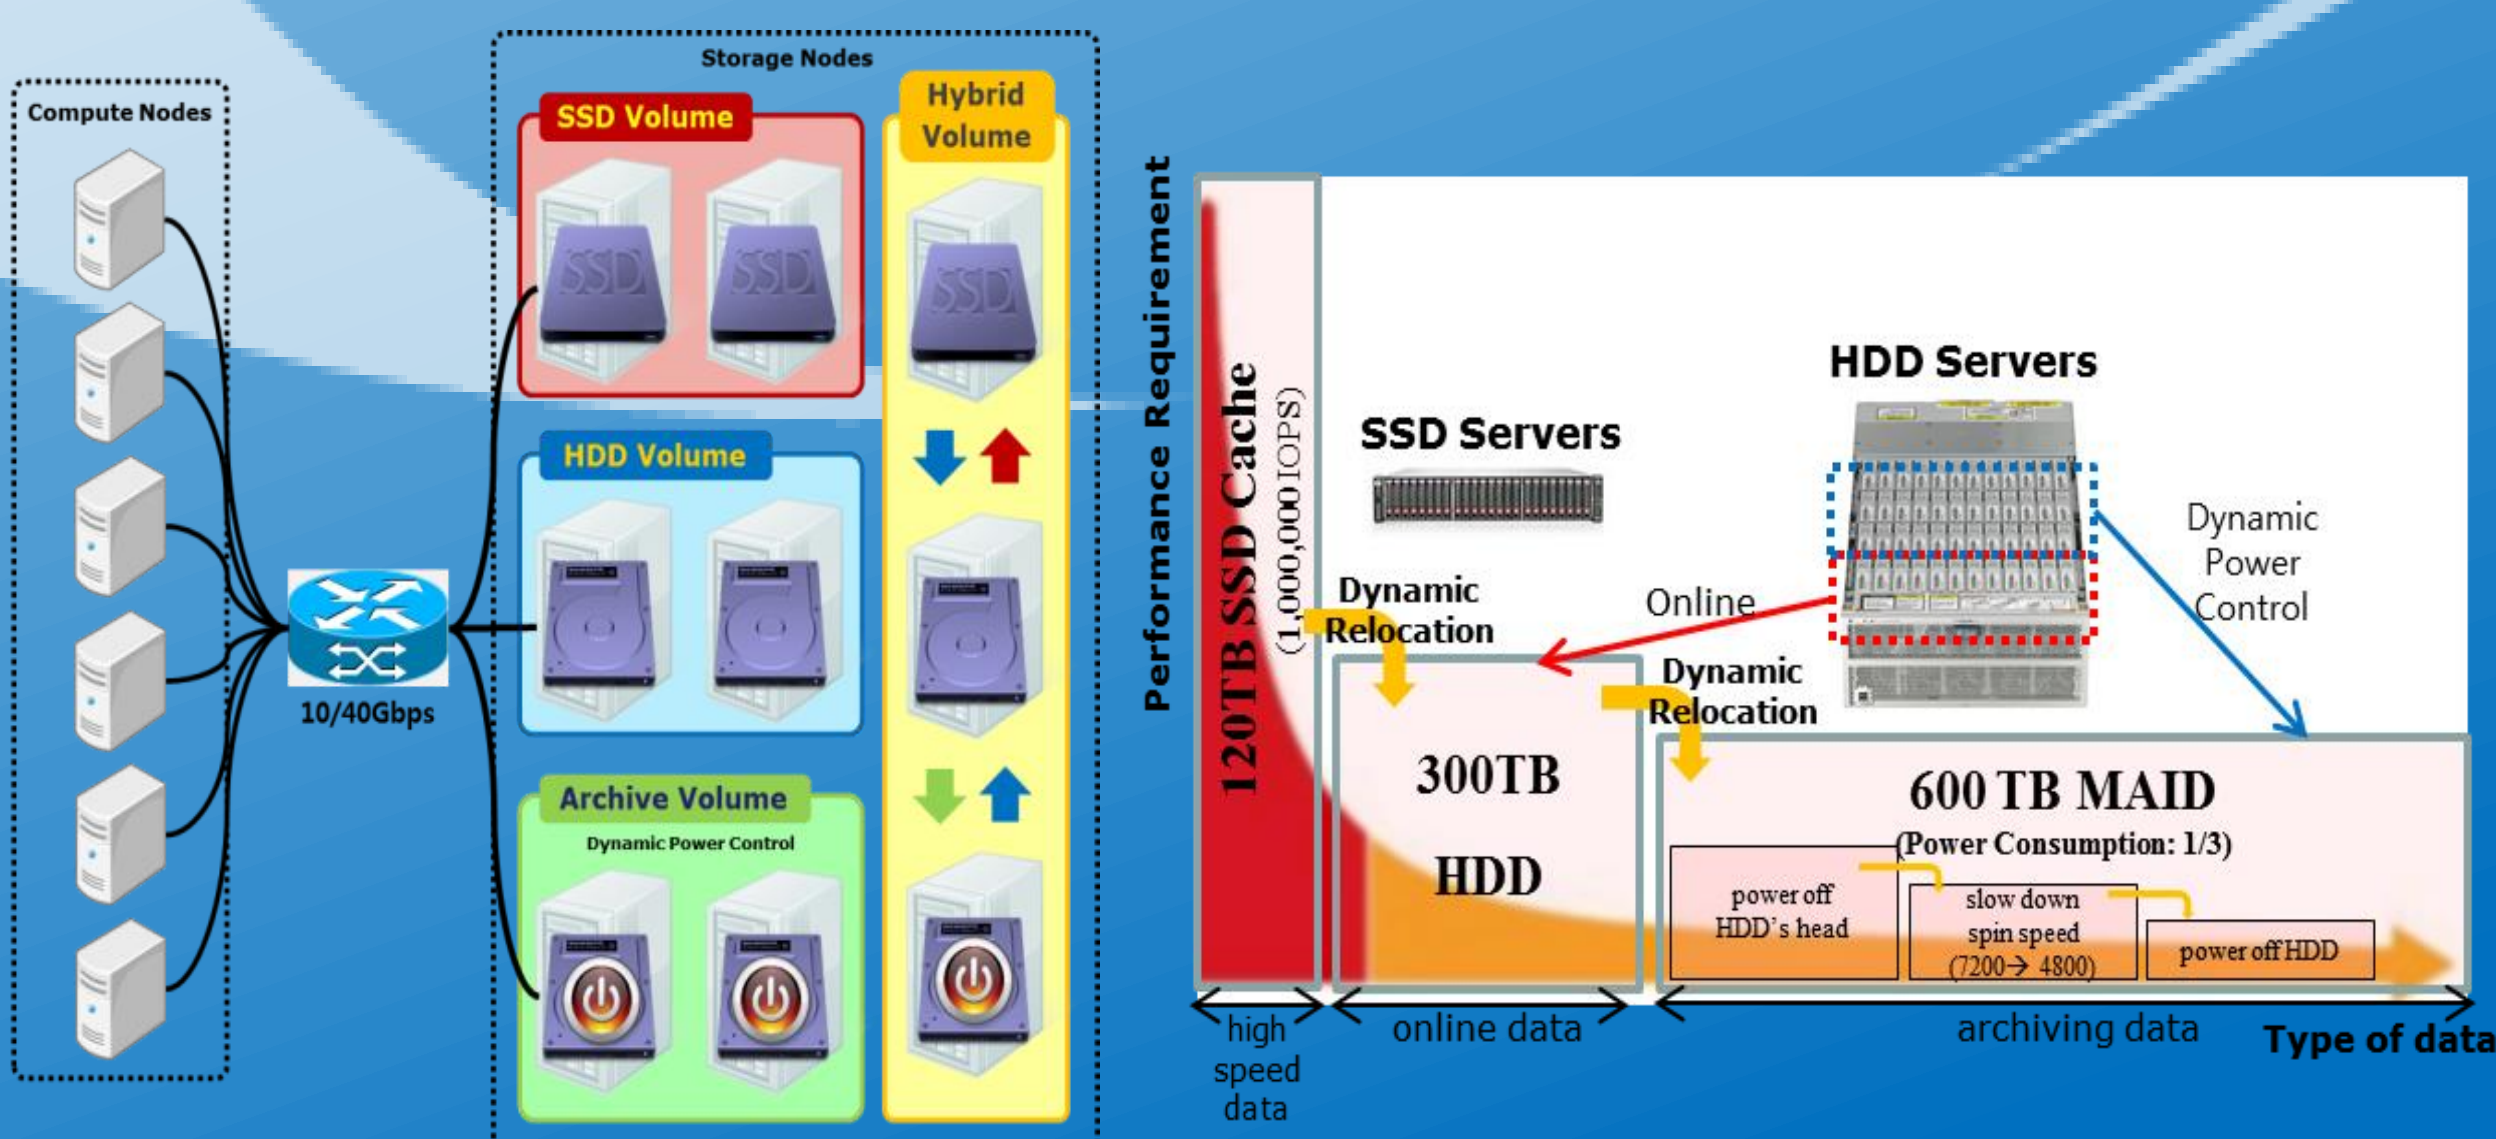 Compute Nodes
10/40Gbps
Storage Nodes
SSD Volume
SSD
SSD
HDD Volume
Archive Volume
Dynamic Power Control
Hybrid
Volume
SSD
Performance Requirement
120TB SSD Cache
(1,000,000 IOPS)
SSD Servers
HDD Servers
Dynamic
Relocation
Online
Dynamic
Power
Control
Dynamic
Relocation
300TB
HDD
600 TB MAID
(Power Consumption: 1/3)
power off
HDD's head
slow down
spin speed
(7200→ 4800)
power off HDD
high
speed
data
online data
archiving data
Type of data